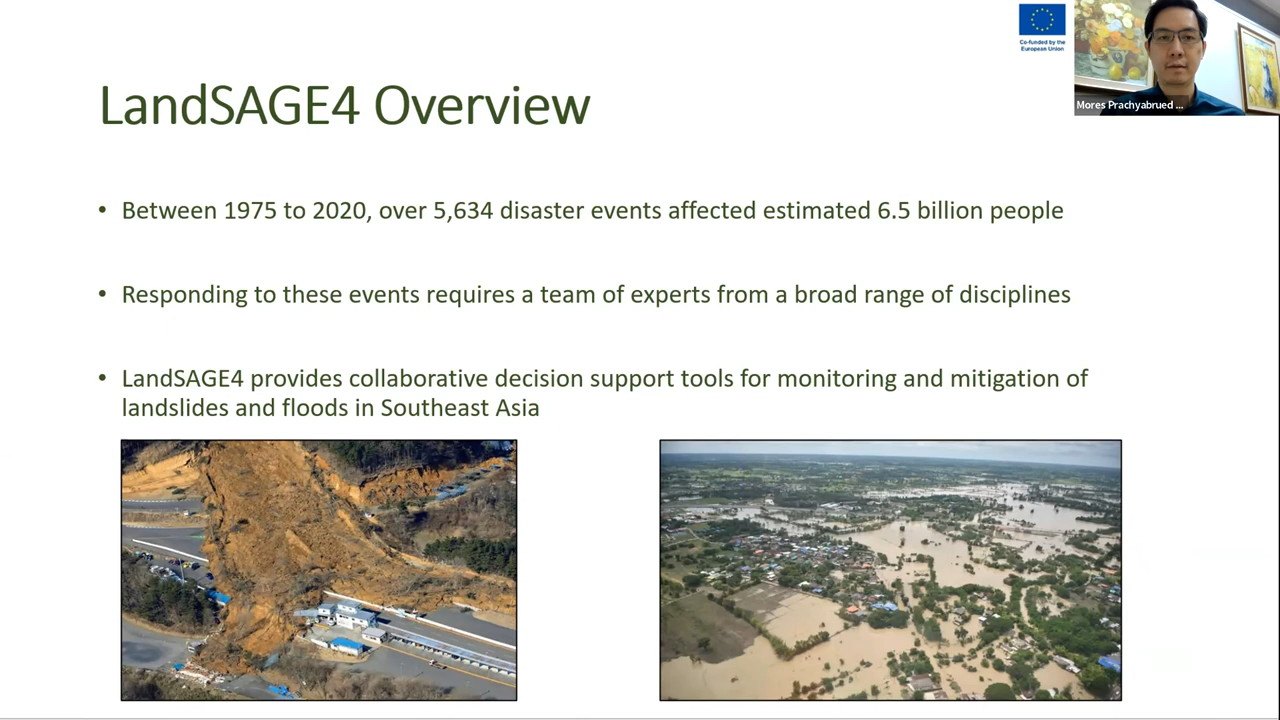 Co-funded by the
European Union
Mores Prachyabrued ...
LandSAGE4 Overview
• Between 1975 to 2020, over 5,634 disaster events affected estimated 6.5 billion people
• Responding to these events requires a team of experts from a broad range of disciplines
• LandSAGE4 provides collaborative decision support tools for monitoring and mitigation of
landslides and floods in Southeast Asia